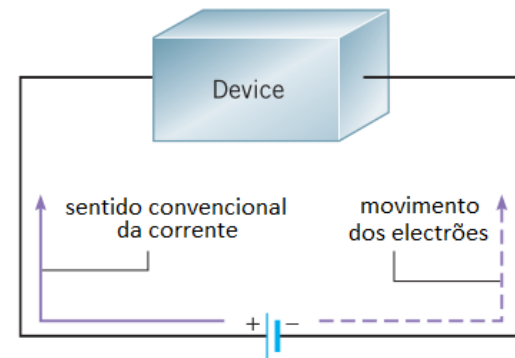 Device
sentido convencional
da corrente
movimento
dos electrões
+ −